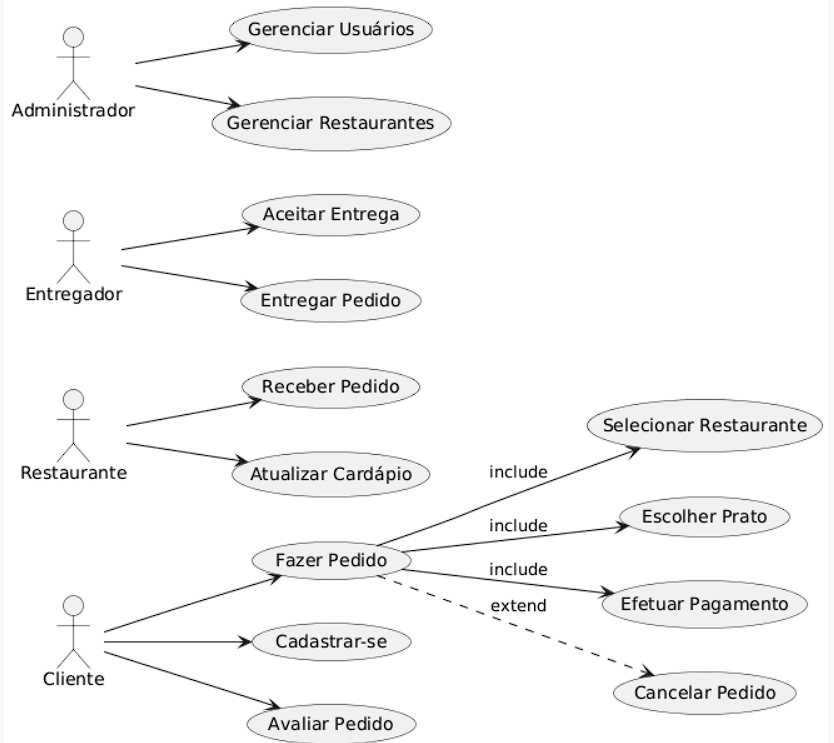 Gerenciar Usuários
Administrador
Gerenciar Restaurantes
Aceitar Entrega
Entregador
Entregar Pedido
Receber Pedido
Restaurante
Atualizar Cardápio
Selecionar Restaurante
include
Escolher Prato
include
Fazer Pedido
include
Efetuar Pagamento
extend
Cadastrar-se
Cliente
Cancelar Pedido
Avaliar Pedido